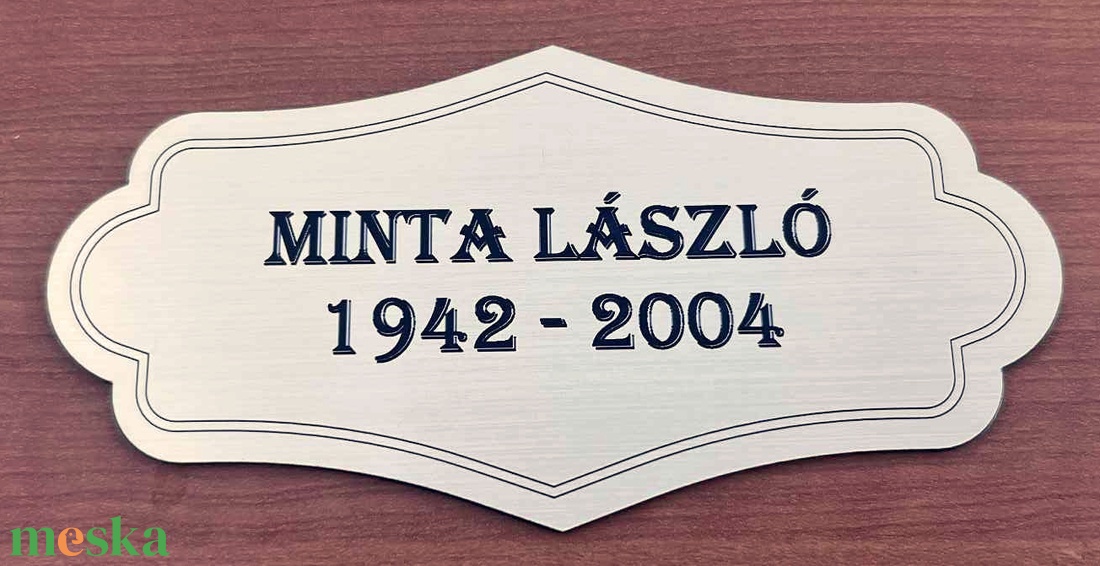 MINTA LÁSZLÓ
1942 - 2004
meska